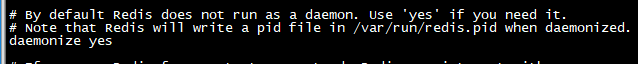 # By default Redis does not run as a daemon. Use 'yes' if you need it.
# Note that Redis will write a pid file in /var/run/redis.pid when daemonized.
daemonize yes